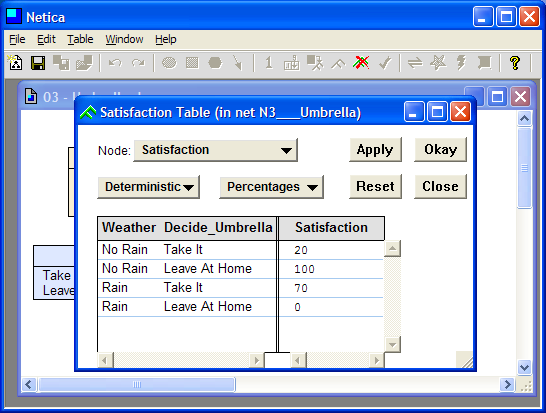 Netica
File Edit Table Window Help
1
?
03 -
Satisfaction Table (in net N3___Umbrella)
Node: Satisfaction Apply Okay
Deterministic Percentages Reset Close
Weather Decide_Umbrella Satisfaction
No Rain Take It 20
No Rain Leave At Home 100
Rain Take It 70
Rain Leave At Home 0
Take
Leave